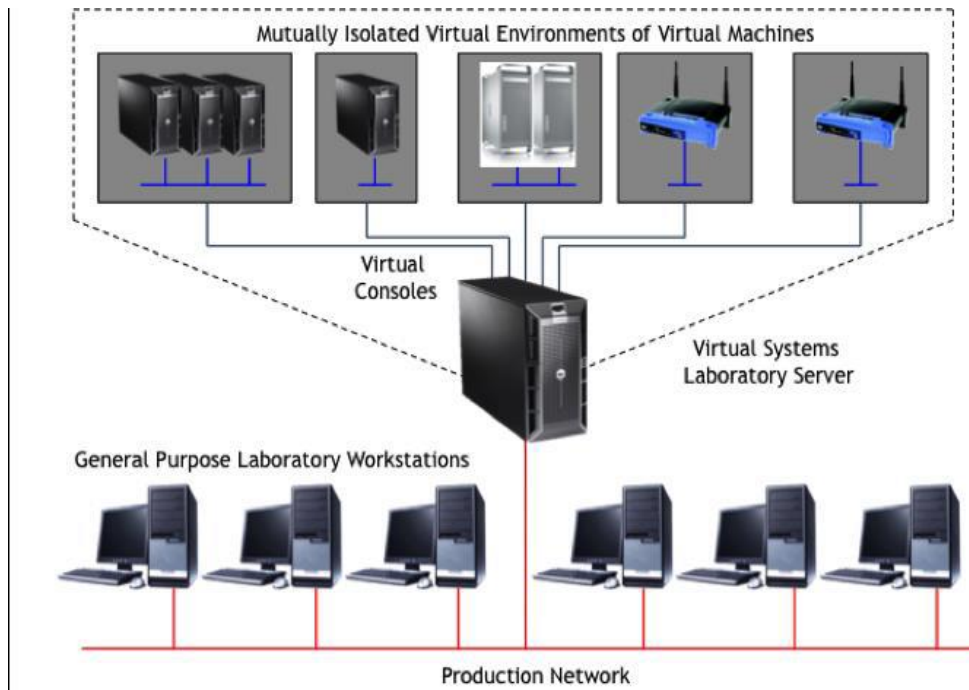 Mutually Isolated Virtual Environments of Virtual Machines
Virtual
Consoles
Virtual Systems
Laboratory Server
General Purpose Laboratory Workstations
Production Network